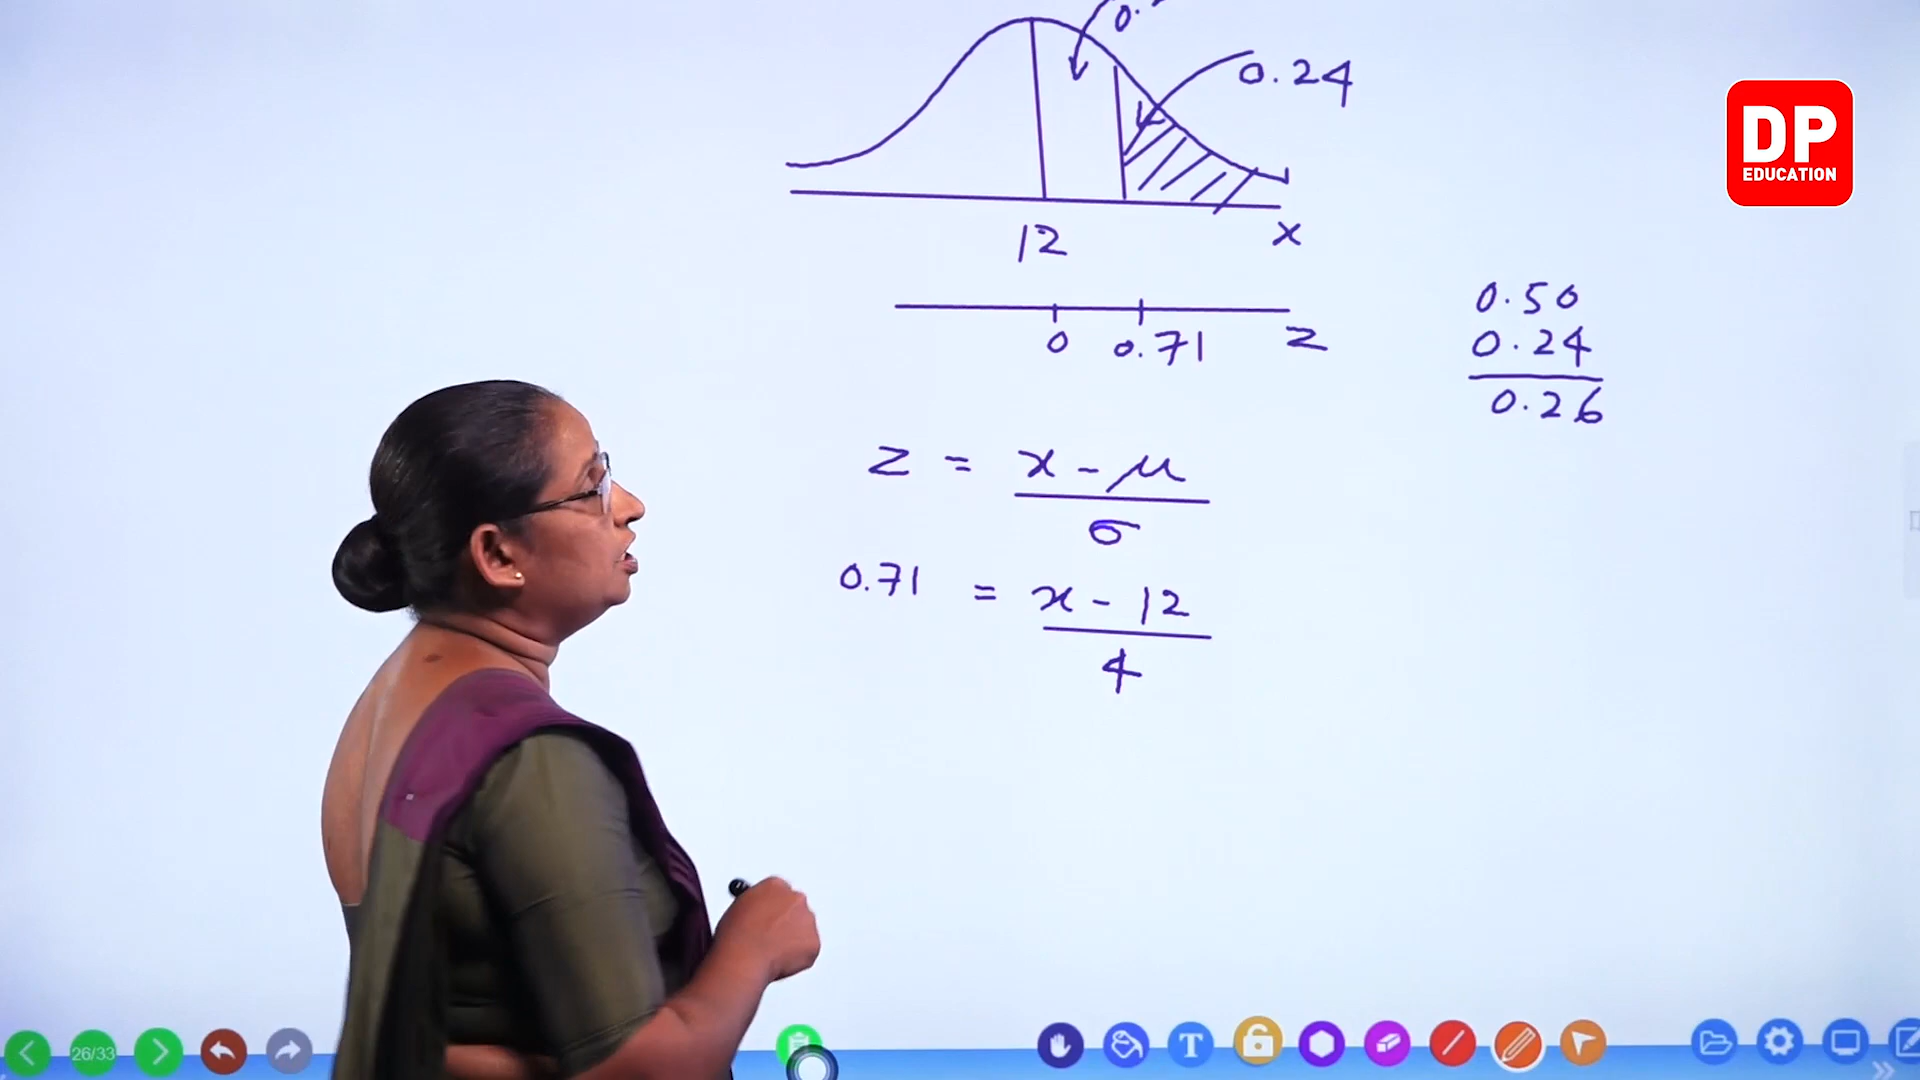 0.24
DP
EDUCATION
12
x
0 0.71 z
0.50
0.24
0.26
z = x - μ
σ
0.71 = x - 12
4
26/33
T